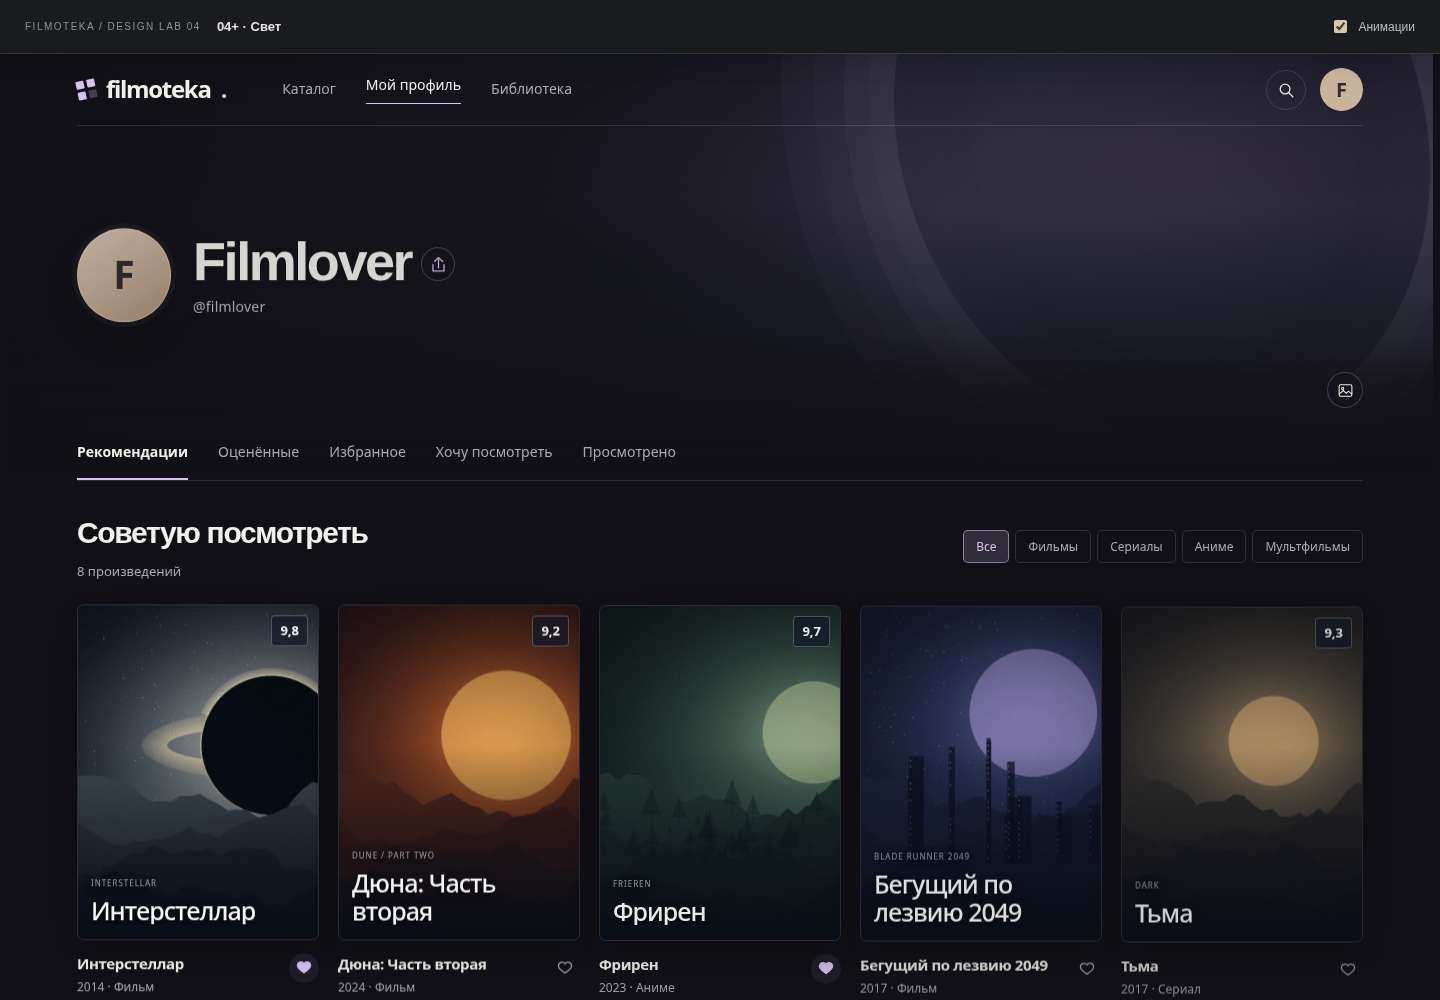 FILMOTEKA / DESIGN LAB 04
04+ · Свет
Анимации
filmoteka.
Каталог
Мой профиль
Библиотека
F
F
Filmlover
@filmlover
Рекомендации
Оценённые
Избранное
Хочу посмотреть
Просмотрено
Советую посмотреть
8 произведений
Все
Фильмы
Сериалы
Аниме
Мультфильмы
9,8
INTERSTELLAR
Интерстеллар
Интерстеллар
2014 · Фильм
9,2
DUNE / PART TWO
Дюна: Часть
вторая
Дюна: Часть вторая
2024 · Фильм
9,7
FRIEREN
Фрирен
Фрирен
2023 · Аниме
BLADE RUNNER 2049
Бегущий по
лезвию 2049
Бегущий по лезвию 2049
2017 · Фильм
9,3
DARK
Тьма
Тьма
2017 · Сериал